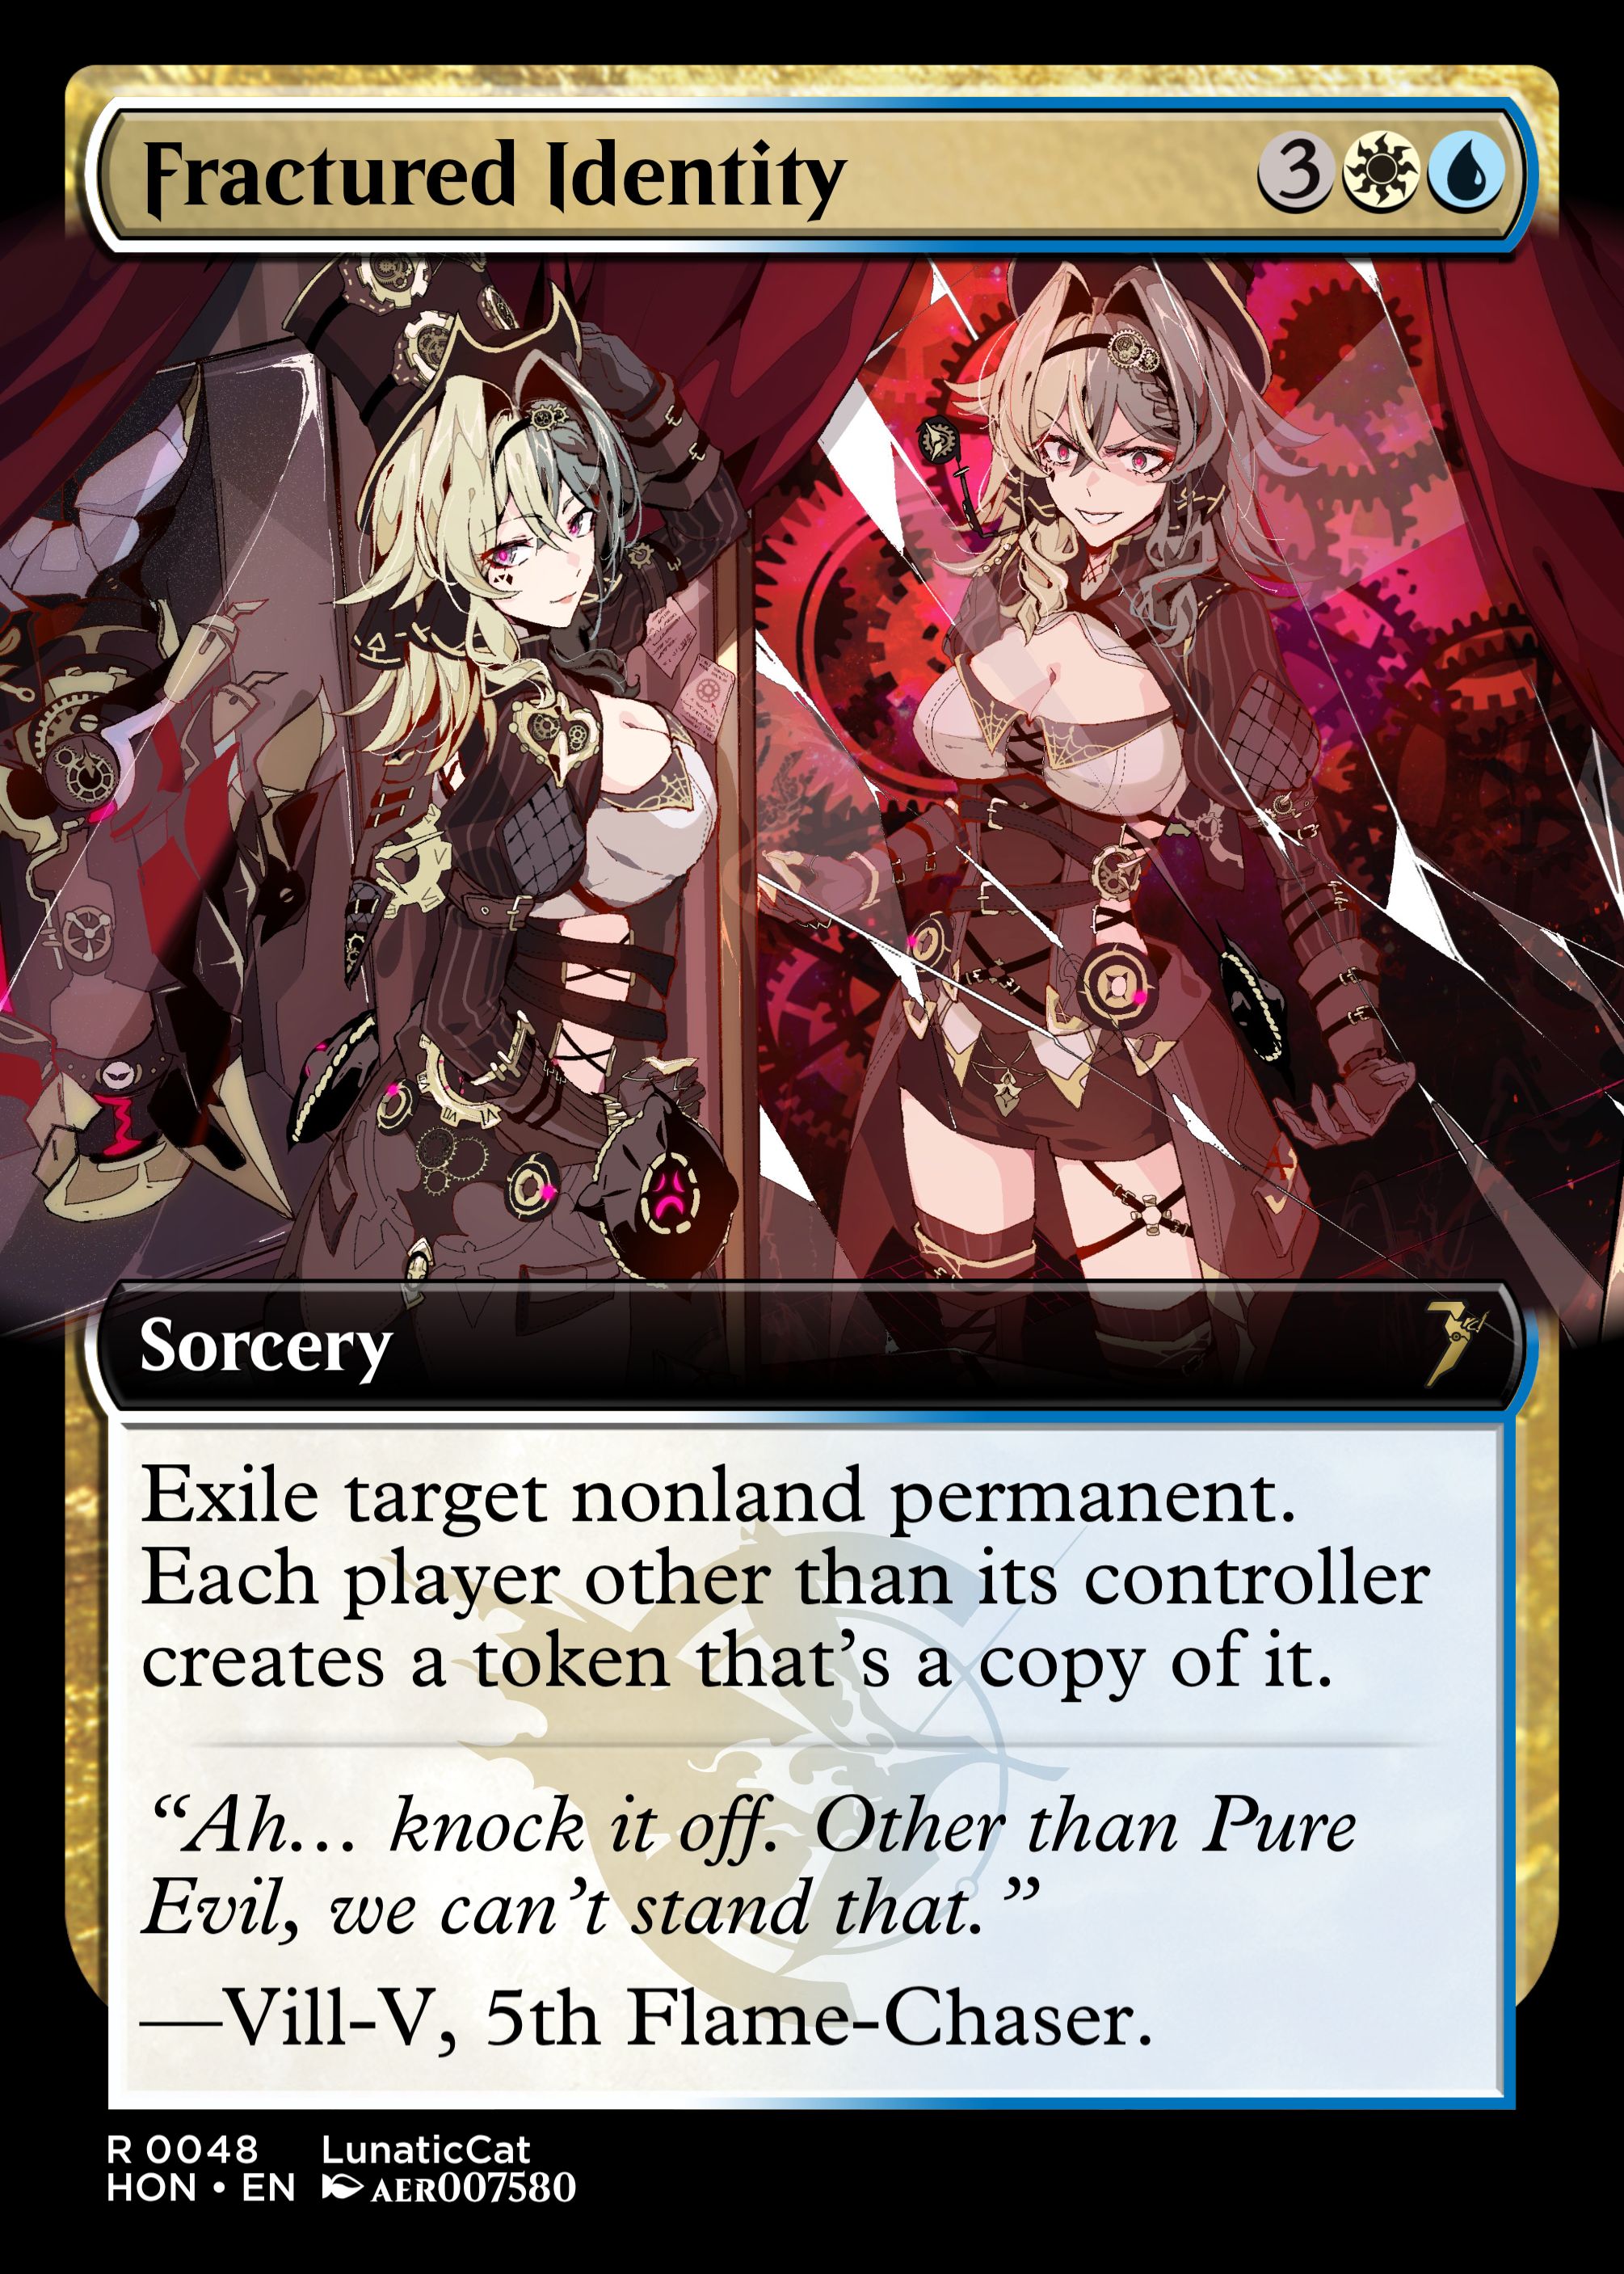 Fractured Identity 3
Sorcery 3rd
Exile target nonland permanent.
Each player other than its controller
creates a token that's a copy of it.
“Ah… knock it off. Other than Pure
Evil, we can't stand that.”
—Vill-V, 5th Flame-Chaser.
R 0048 LunaticCat
HON • EN AER007580